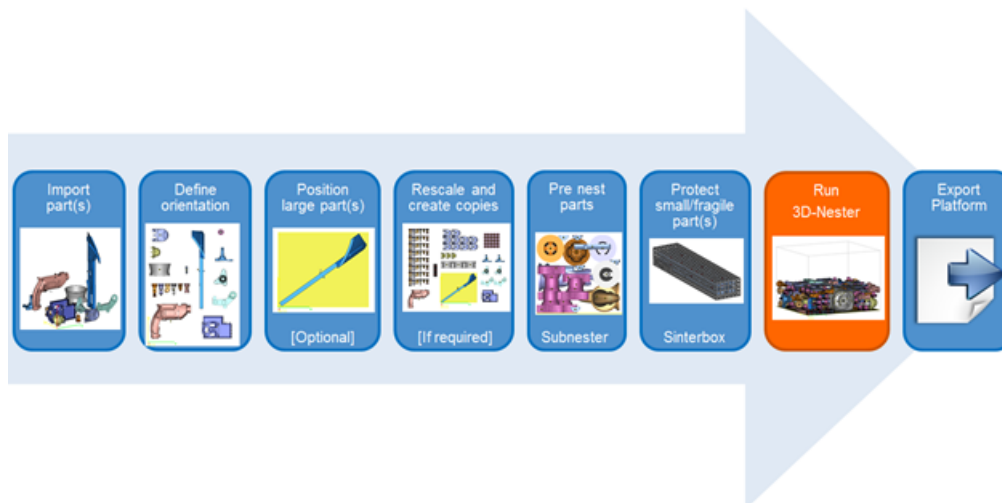 Import
part(s)
Define
orientation
Position
large part(s)
[Optional]
Rescale and
create copies
[If required]
Pre nest
parts
Subnester
Protect
small/fragile
part(s)
Sinterbox
Run
3D-Nester
Export
Platform